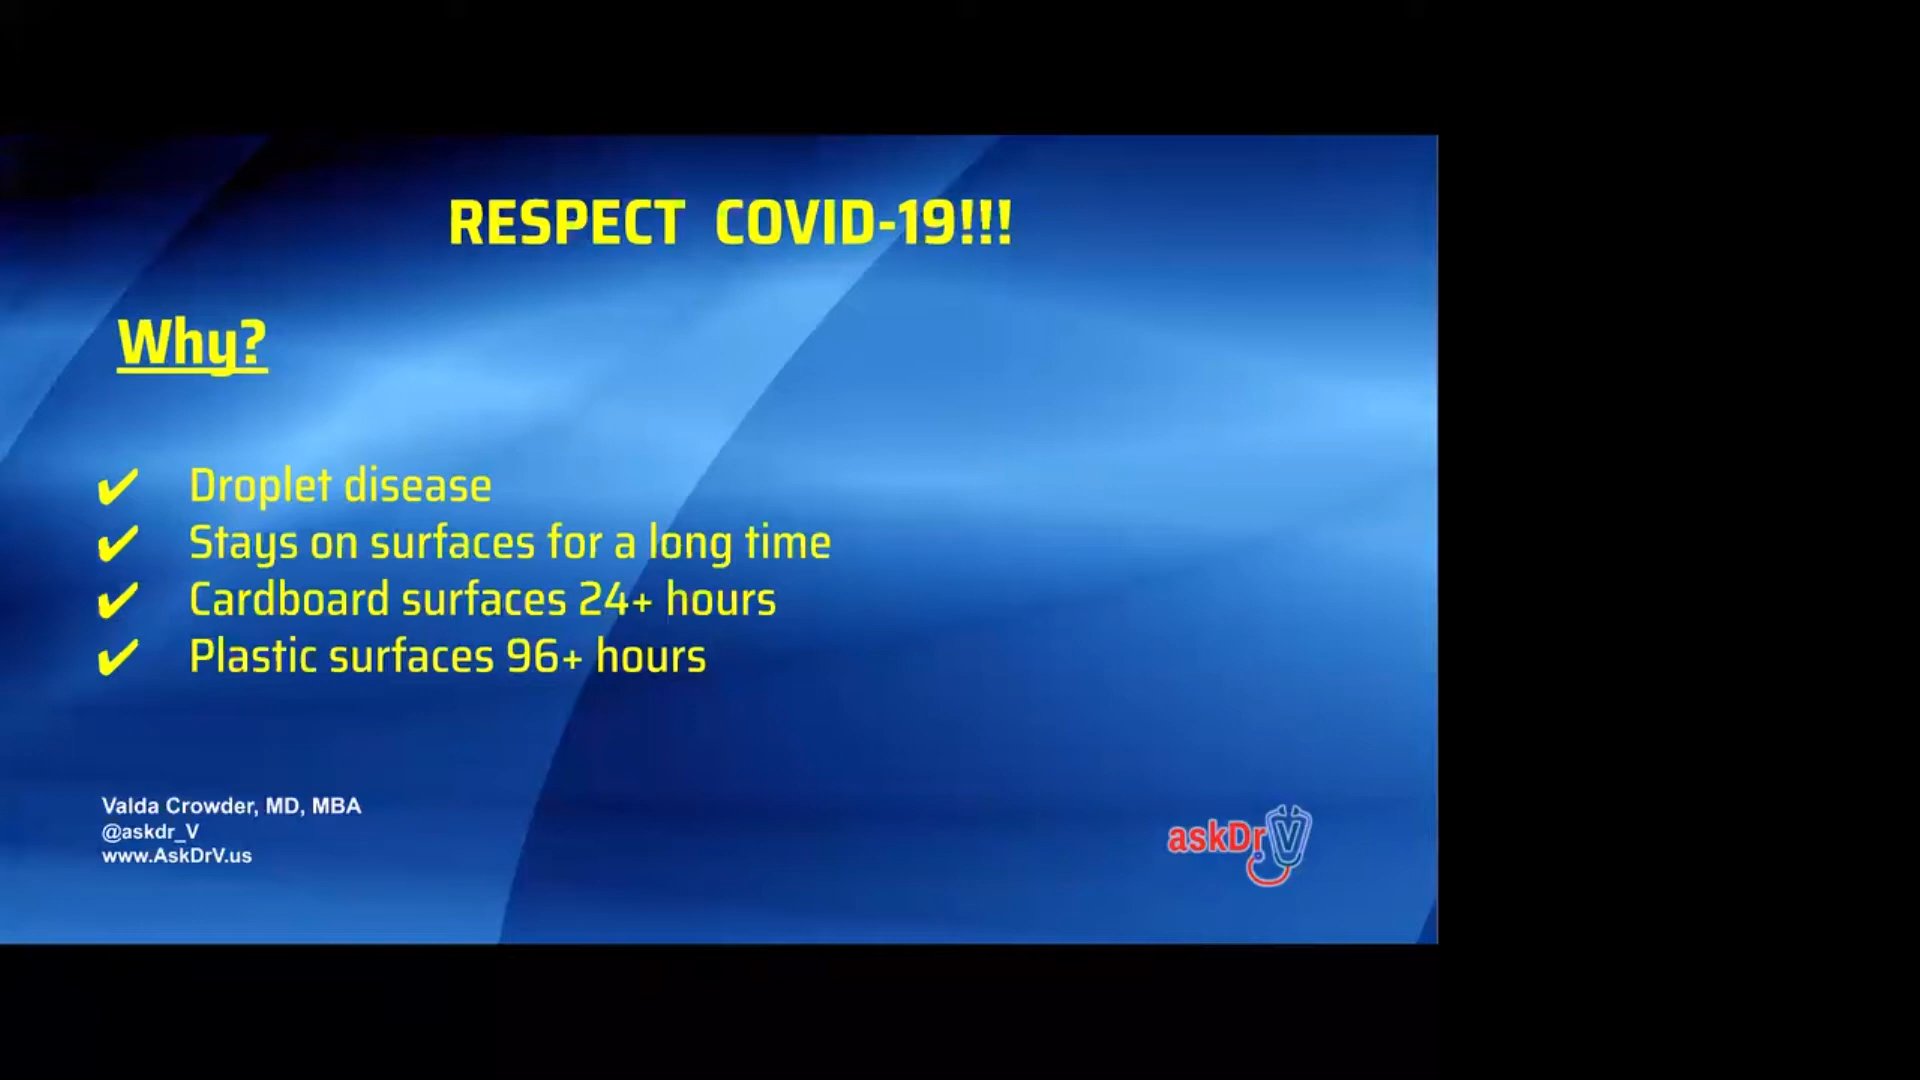 RESPECT COVID-19!!!
Why?
✔ Droplet disease
✔ Stays on surfaces for a long time
✔ Cardboard surfaces 24+ hours
✔ Plastic surfaces 96+ hours
Valda Crowder, MD, MBA
@askdr_V
www.AskDrV.us
askDrV